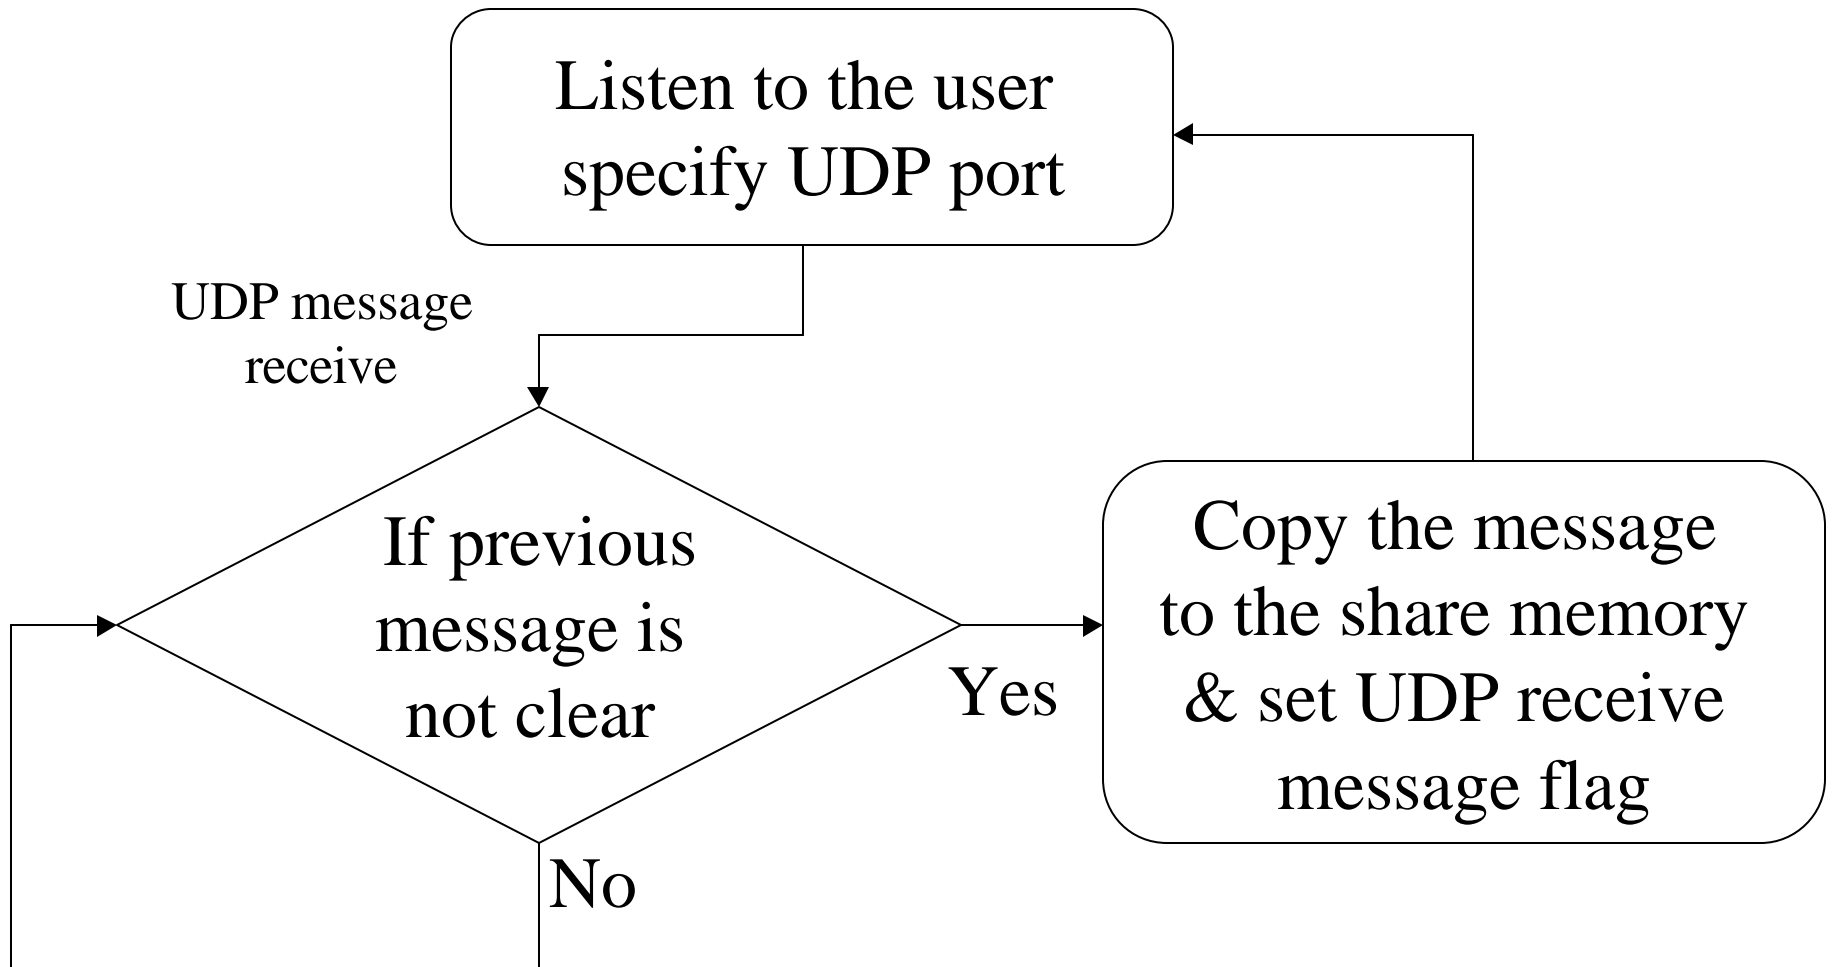 Listen to the user
specify UDP port
UDP message
receive
If previous
message is
not clear
Yes
Copy the message
to the share memory
& set UDP receive
message flag
No